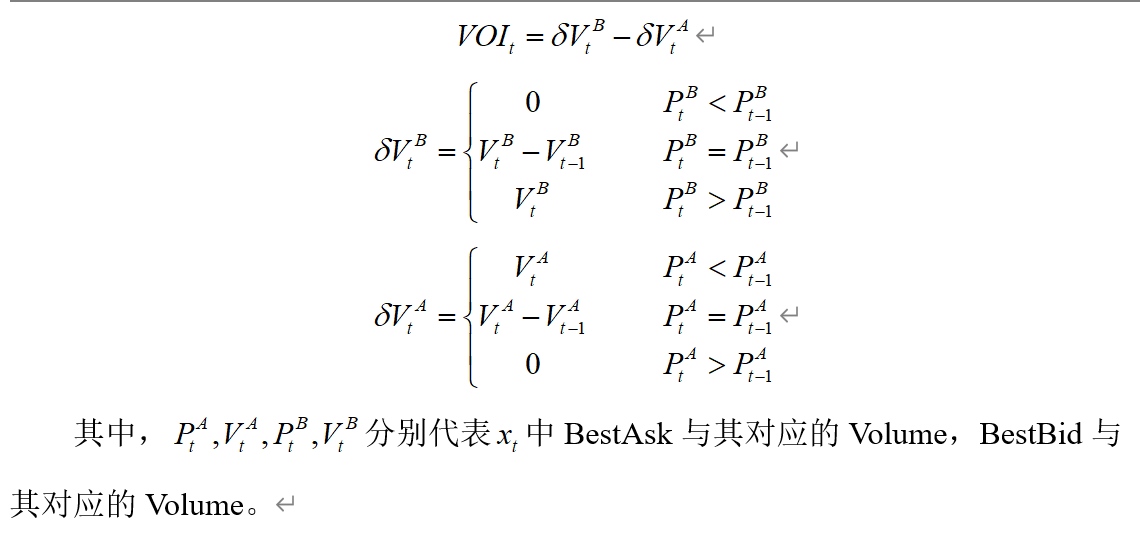 VOI_t = δV_t^B − δV_t^A ↵
0    P_t^B < P_{t−1}^B
δV_t^B = { V_t^B − V_{t−1}^B    P_t^B = P_{t−1}^B ↵
V_t^B    P_t^B > P_{t−1}^B
V_t^A    P_t^A < P_{t−1}^A
δV_t^A = { V_t^A − V_{t−1}^A    P_t^A = P_{t−1}^A ↵
0    P_t^A > P_{t−1}^A
其中，P_t^A,V_t^A,P_t^B,V_t^B 分别代表 x_t 中 BestAsk 与其对应的 Volume，BestBid 与
其对应的 Volume。↵